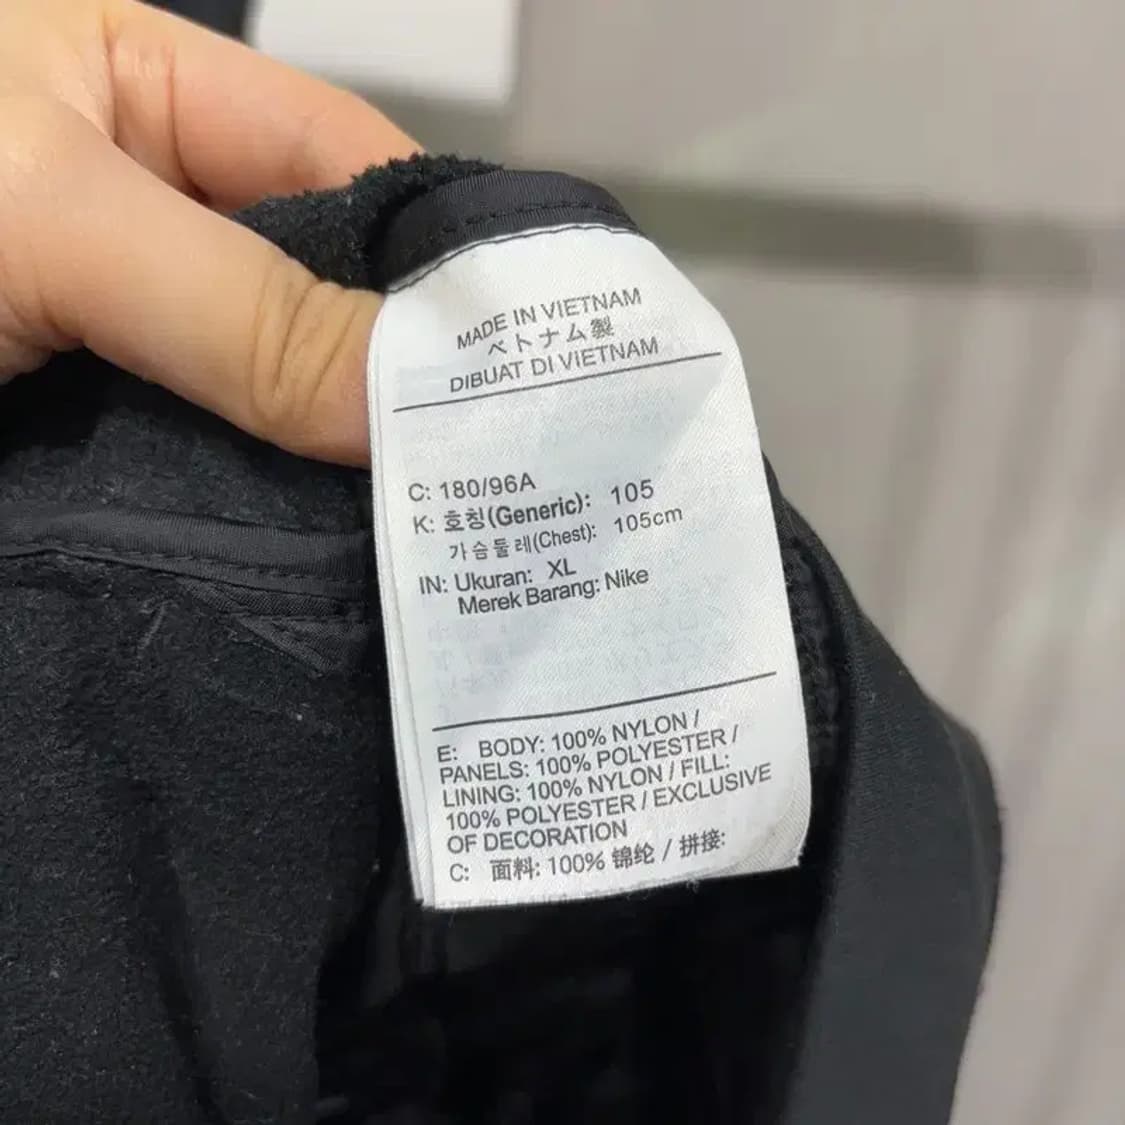 MADE IN VIETNAM
ベトナム製
DIBUAT DI VIETNAM
C: 180/96A
K: 호칭(Generic): 105
가슴둘레(Chest): 105cm
IN: Ukuran: XL
Merek Barang: Nike
E: BODY: 100% NYLON /
PANELS: 100% POLYESTER /
LINING: 100% NYLON / FILL:
100% POLYESTER / EXCLUSIVE
OF DECORATION
C: 面料: 100% 锦纶 / 拼接: